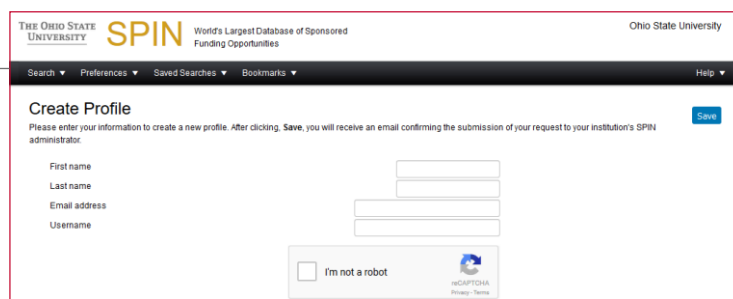 THE OHIO STATE
UNIVERSITY
SPIN
World's Largest Database of Sponsored
Funding Opportunities
Ohio State University
Search ▼ Preferences ▼ Saved Searches ▼ Bookmarks ▼ Help ▼
Create Profile
Save
Please enter your information to create a new profile. After clicking, Save, you will receive an email confirming the submission of your request to your institution's SPIN
administrator.
First name
Last name
Email address
Username
I'm not a robot
reCAPTCHA
Privacy - Terms